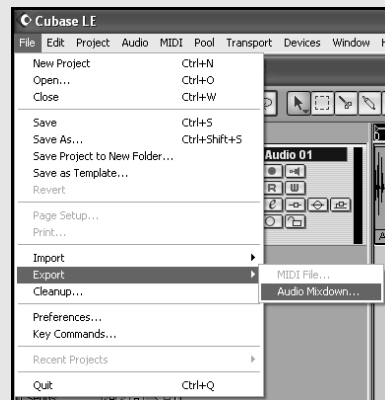 Cubase LE
File Edit Project Audio MIDI Pool Transport Devices Window
New Project Ctrl+N
Open... Ctrl+O
Close Ctrl+W
Save Ctrl+S
Save As... Ctrl+Shift+S
Save Project to New Folder...
Save as Template...
Revert
Page Setup...
Print...
Import
Export
Cleanup...
Preferences...
Key Commands...
Recent Projects
Quit Ctrl+Q
MIDI File...
Audio Mixdown...
Audio 01
R W
e